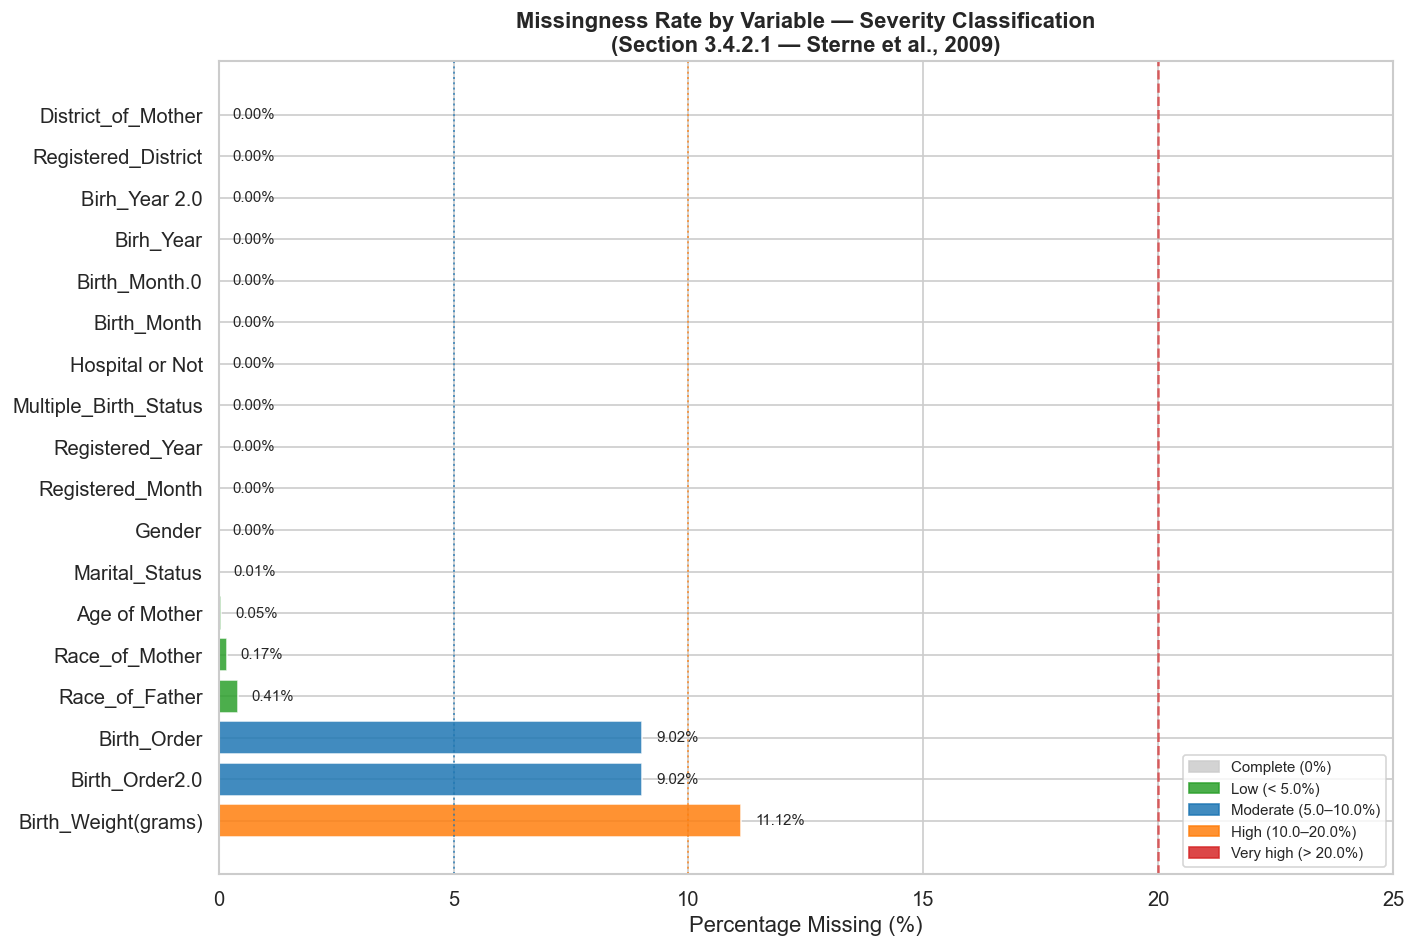 Missingness Rate by Variable — Severity Classification
(Section 3.4.2.1 — Sterne et al., 2009)
District_of_Mother 0.00%
Registered_District 0.00%
Birh_Year 2.0 0.00%
Birh_Year 0.00%
Birth_Month.0 0.00%
Birth_Month 0.00%
Hospital or Not 0.00%
Multiple_Birth_Status 0.00%
Registered_Year 0.00%
Registered_Month 0.00%
Gender 0.00%
Marital_Status 0.01%
Age of Mother 0.05%
Race_of_Mother 0.17%
Race_of_Father 0.41%
Birth_Order 9.02%
Birth_Order2.0 9.02%
Birth_Weight(grams) 11.12%
Complete (0%)
Low (< 5.0%)
Moderate (5.0–10.0%)
High (10.0–20.0%)
Very high (> 20.0%)
0 5 10 15 20 25
Percentage Missing (%)